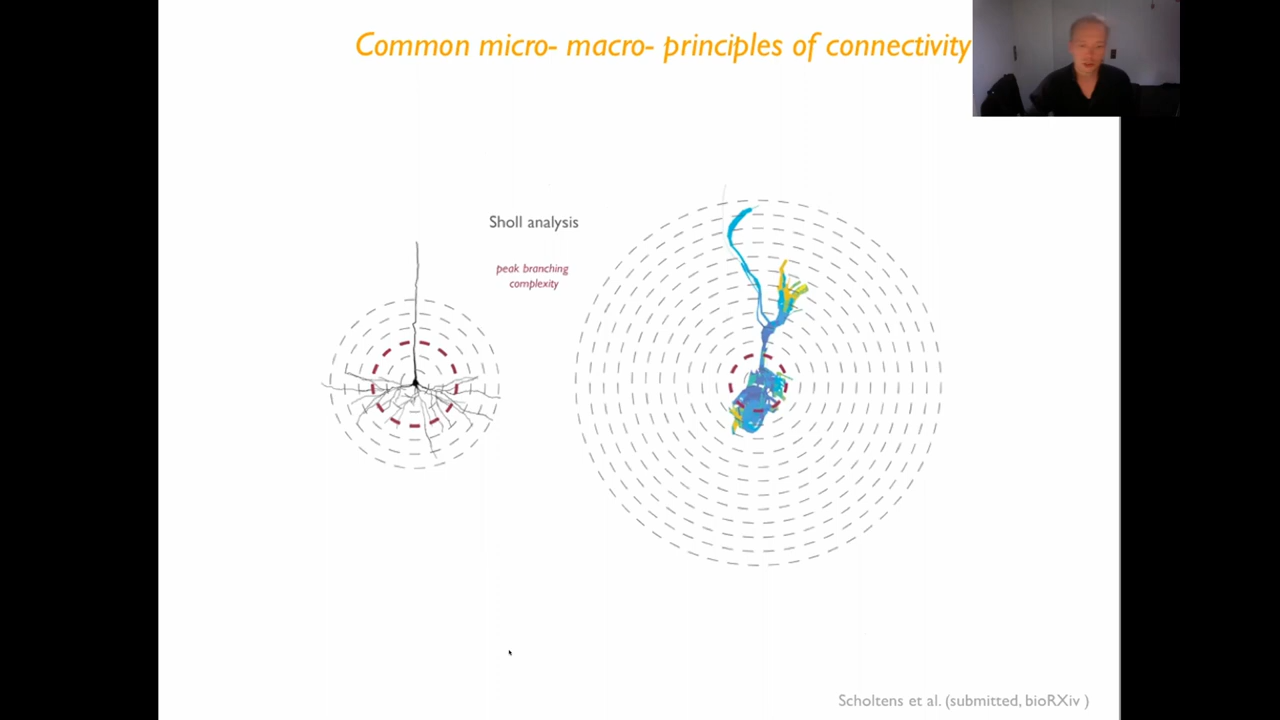 Common micro- macro- principles of connectivity
Sholl analysis
peak branching
complexity
Scholtens et al. (submitted, bioRXiv )